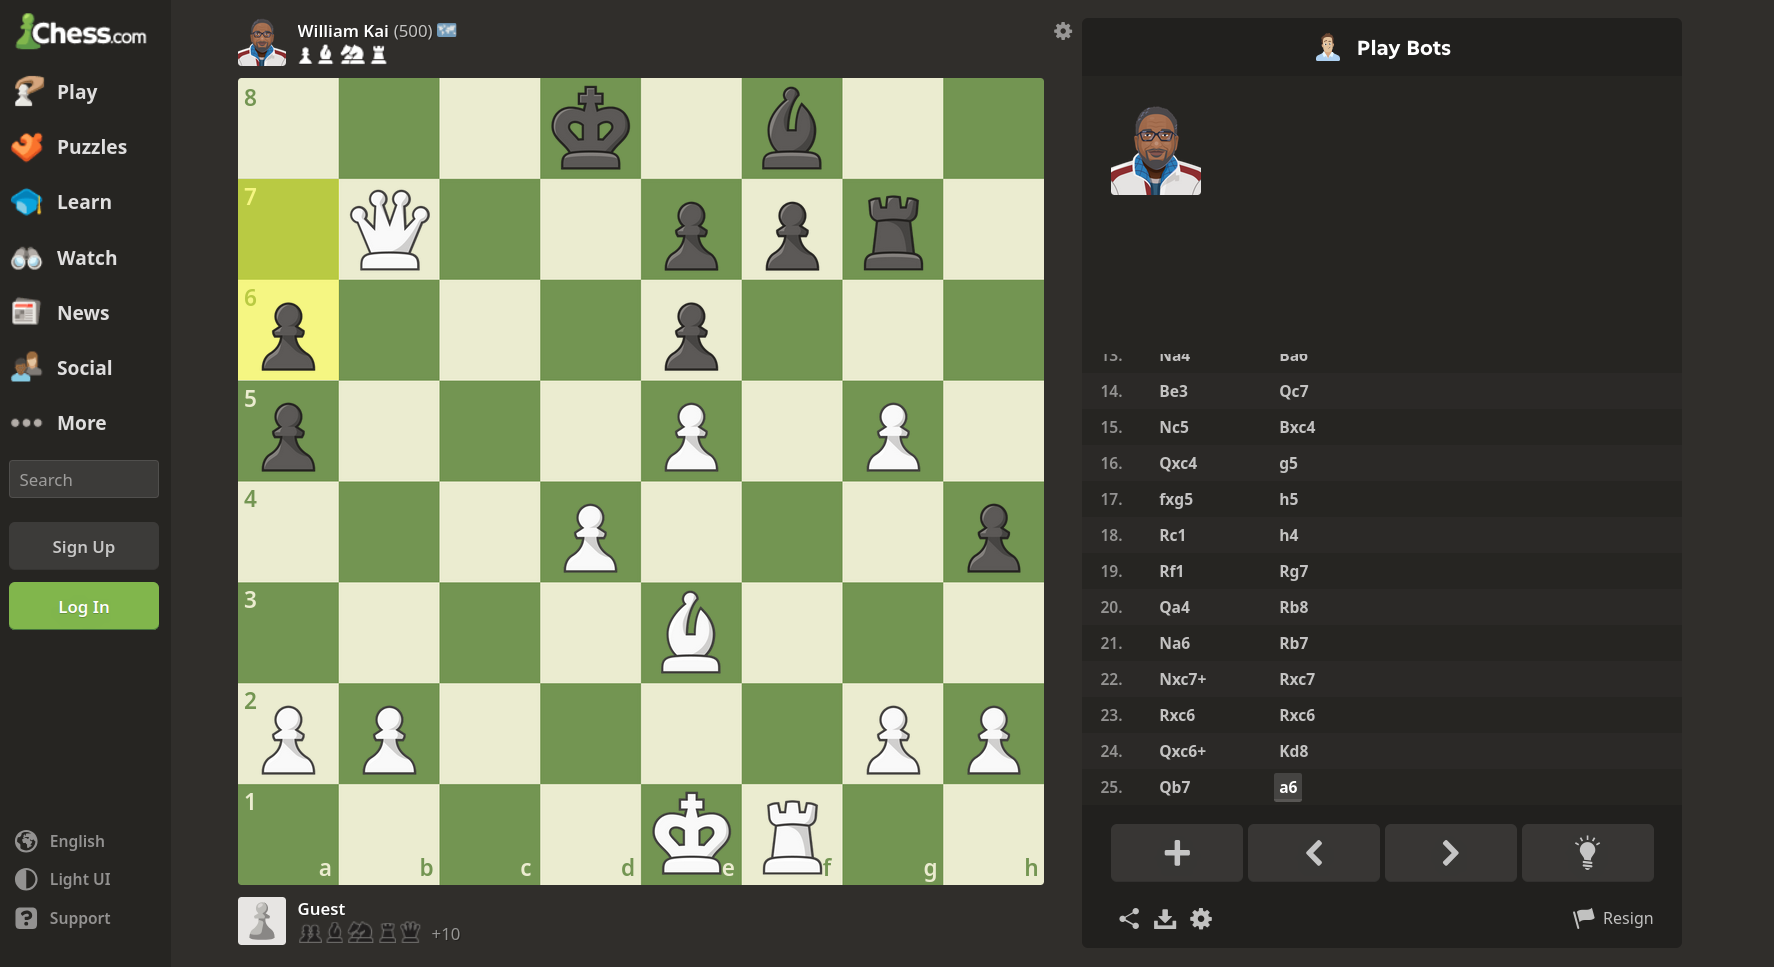 Chess.com
Play
Puzzles
Learn
Watch
News
Social
More
Search
Sign Up
Log In
English
Light UI
Support
William Kai (500)
8
7
6
5
4
3
2
1
a b c d e f g h
Guest
+10
Play Bots
13. Na4 Ba6
14. Be3 Qc7
15. Nc5 Bxc4
16. Qxc4 g5
17. fxg5 h5
18. Rc1 h4
19. Rf1 Rg7
20. Qa4 Rb8
21. Na6 Rb7
22. Nxc7+ Rxc7
23. Rxc6 Rxc6
24. Qxc6+ Kd8
25. Qb7 a6
Resign